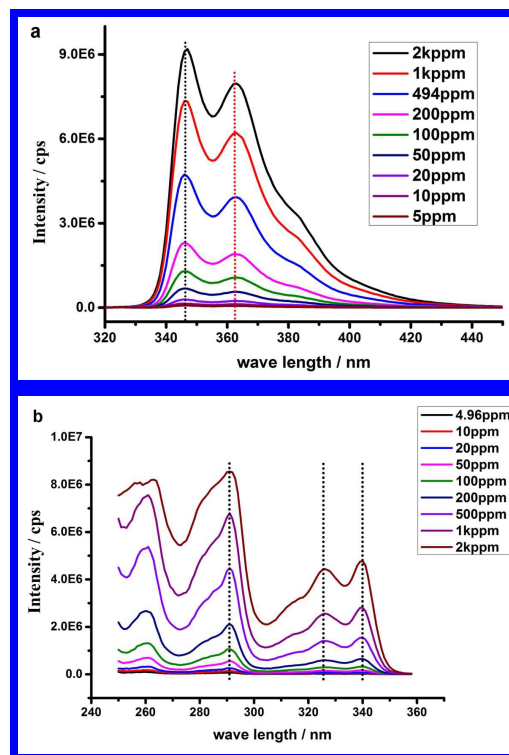 a
9.0E6
6.0E6
3.0E6
0.0
Intensity / cps
320 340 360 380 400 420 440
wave length / nm
2kppm
1kppm
494ppm
200ppm
100ppm
50ppm
20ppm
10ppm
5ppm
b
1.0E7
8.0E6
6.0E6
4.0E6
2.0E6
0.0
Intensity / cps
240 260 280 300 320 340 360
wave length / nm
4.96ppm
10ppm
20ppm
50ppm
100ppm
200ppm
500ppm
1kppm
2kppm